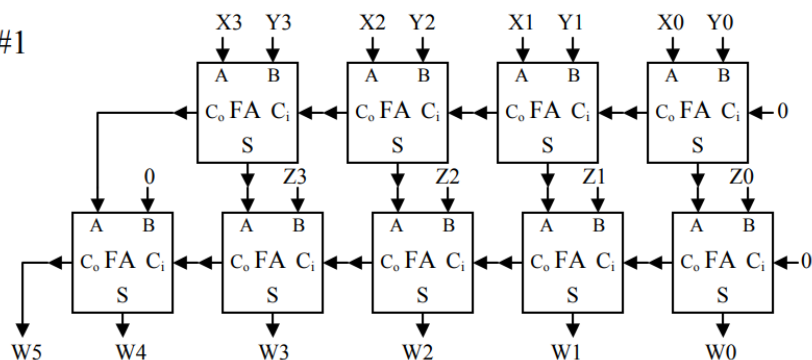 #1
X3 Y3 X2 Y2 X1 Y1 X0 Y0
A B A B A B A B
Co FA Ci Co FA Ci Co FA Ci Co FA Ci 0
S S S S
0 Z3 Z2 Z1 Z0
A B A B A B A B A B
Co FA Ci Co FA Ci Co FA Ci Co FA Ci Co FA Ci 0
S S S S S
W5 W4 W3 W2 W1 W0